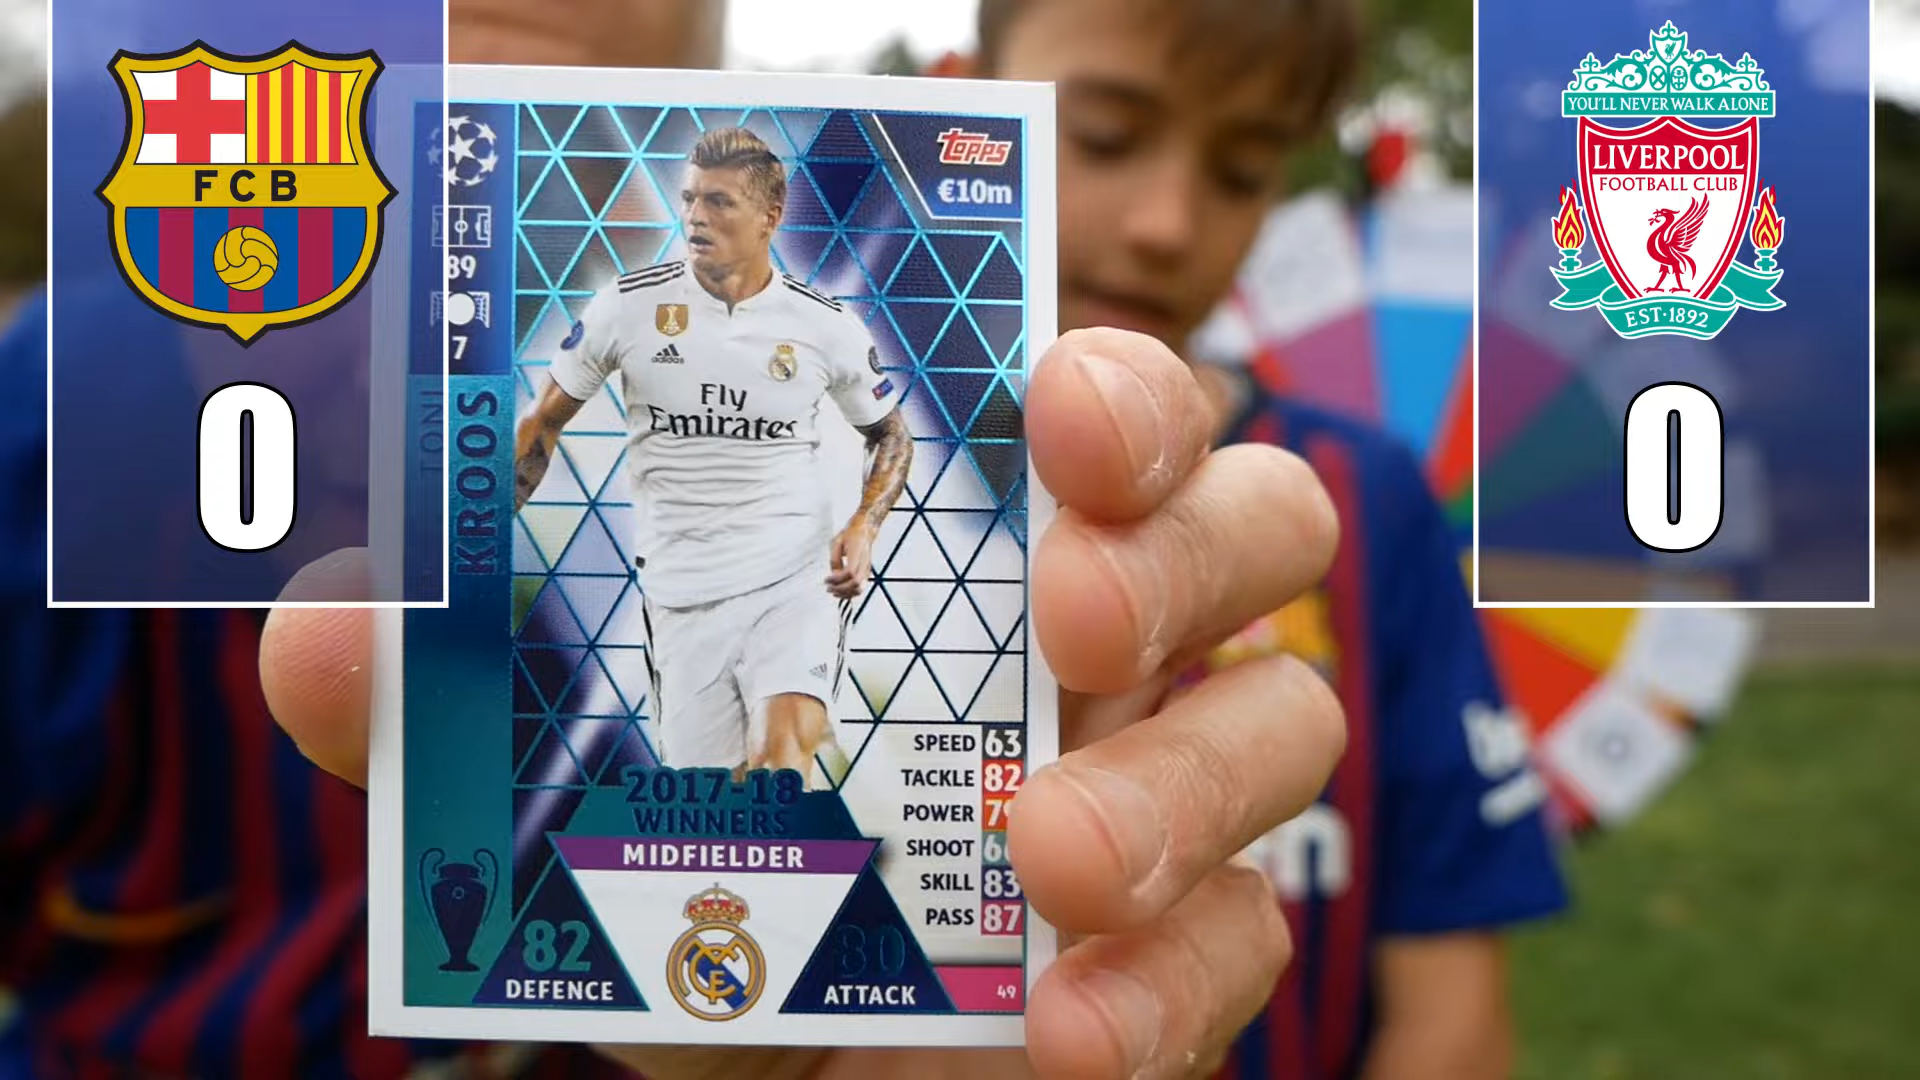 FCB
0
YOU'LL NEVER WALK ALONE
LIVERPOOL
FOOTBALL CLUB
EST·1892
0
TOPPS
€10m
89
7
TONI
KROOS
adidas
Fly
Emirates
SPEED 63
TACKLE 82
POWER
SHOOT
SKILL 83
PASS 87
2017-18
WINNERS
MIDFIELDER
82
DEFENCE
80
ATTACK
49